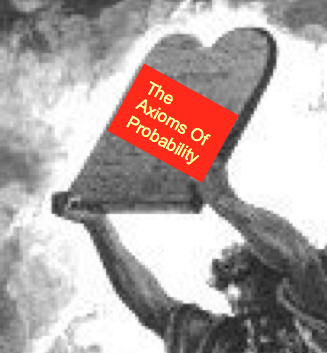 The
Axioms Of
Probability